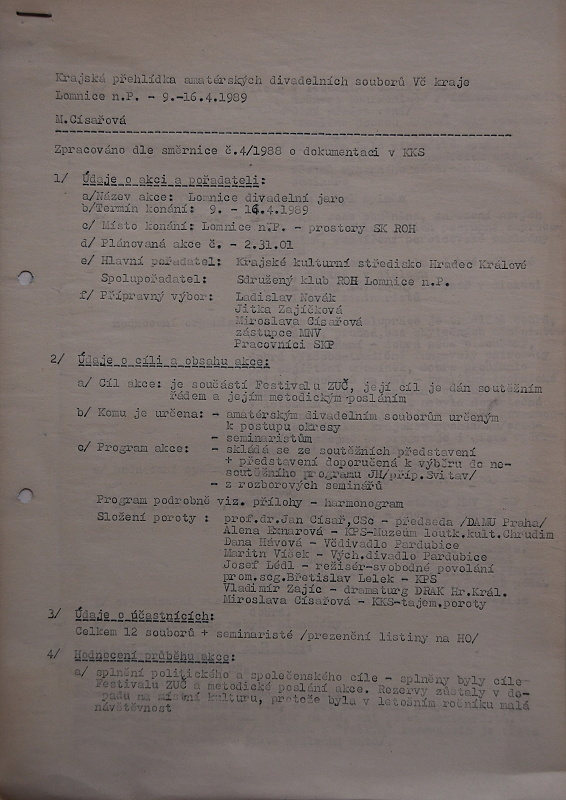 Krajská přehlídka amatérských divadelních souborů Vč kraje
Lomnice n.P. - 9.-16.4.1989
M.Císařová
Zpracováno dle směrnice č.4/1988 o dokumentaci v KKS
1/ Údaje o akci a pořadateli:
a/Název akce: Lomnice divadelní jaro
b/Termín konání: 9. - 16.4.1989
c/ Místo konání: Lomnice n.P. - prostory SK ROH
d/ Plánovaná akce č. - 2.31.01
e/ Hlavní pořadatel: Krajské kulturní středisko Hradec Králové
Spolupořadatel: Sdružený klub ROH Lomnice n.P.
f/ Přípravný výbor: Ladislav Novák
Jitka Zajíčková
Miroslava Císařová
zástupce MNV
Pracovníci SKP
2/ Údaje o cíli a obsahu akce:
a/ Cíl akce: je součástí Festivalu ZUČ, její cíl je dán soutěžním
řádem a jejím metodickým posláním
b/ Komu je určena: - amatérským divadelním souborům určeným
k postupu okresy
- seminaristům
c/ Program akce: - skládá se ze soutěžních představení
+ představení doporučená k výběru do ne-
soutěžního programu JH/příp.Svitav/
- z rozborových seminářů
Program podrobně viz. přílohy - harmonogram
Složení poroty : prof.dr.Jan Císař,CSc - předseda /DAMU Praha/
Alena Exnarová - KPS-Muzeum loutk.kult.Chrudim
Dana Hávová - Včdivadlo Pardubice
Maritn Víšek - Vých.divadlo Pardubice
Josef Lédl - režisér-svobodné povolání
prom.sog.Břetislav Lelek - KPS
Vladimír Zajíc - dramaturg DRAK Hr.Král.
Miroslava Císařová - KKS-tajem.poroty
3/ Údaje o účastnících:
Celkem 12 souborů + seminaristé /prezenční listiny na HO/
4/ Hodnocení průběhu akce:
a/ splnění politického a společenského cíle - splněny byly cíle
Festivalu ZUČ a metodické poslání akce. Rezervy zůstaly v do-
padu na místní kulturu, protože byla v letošním ročníku malá
návštěvnost